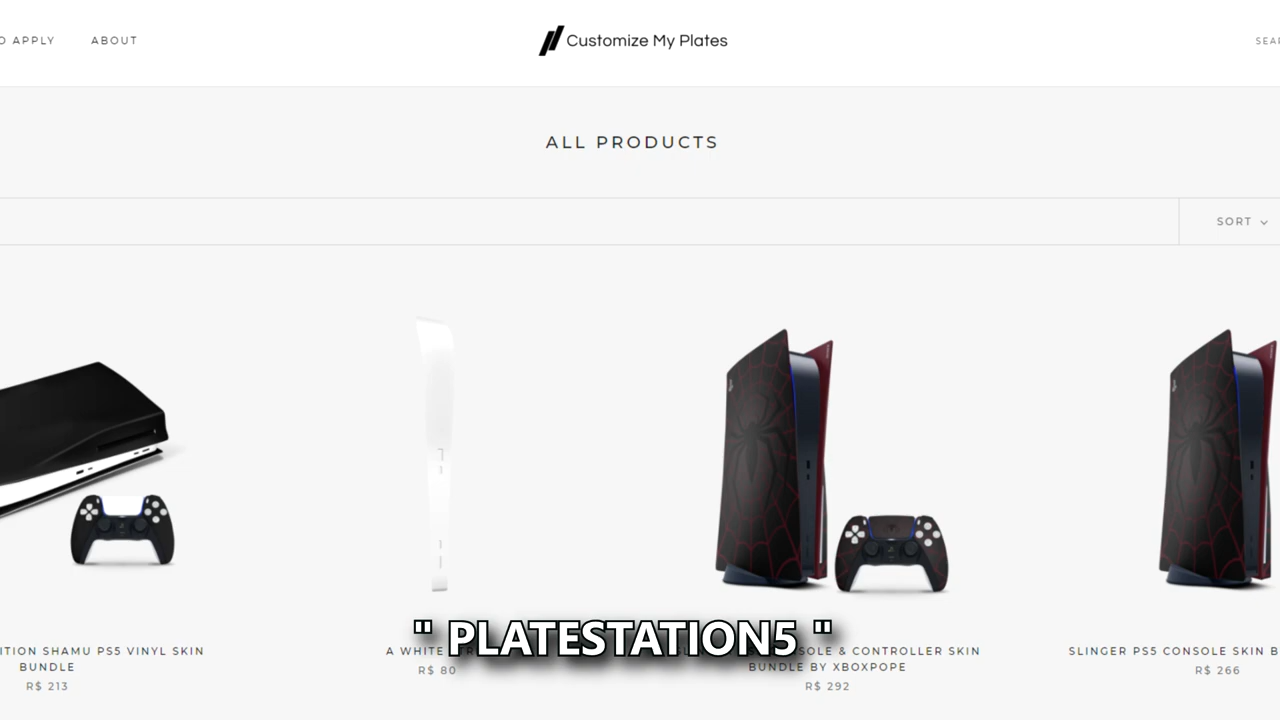 O APPLY
ABOUT
Customize My Plates
SEAR
ALL PRODUCTS
SORT
ITION SHAMU PS5 VINYL SKIN
BUNDLE
R$ 213
A WHITE
R$ 80
" PLATESTATION5 "
SOLE & CONTROLLER SKIN
BUNDLE BY XBOXPOPE
R$ 292
SLINGER PS5 CONSOLE SKIN B
R$ 266